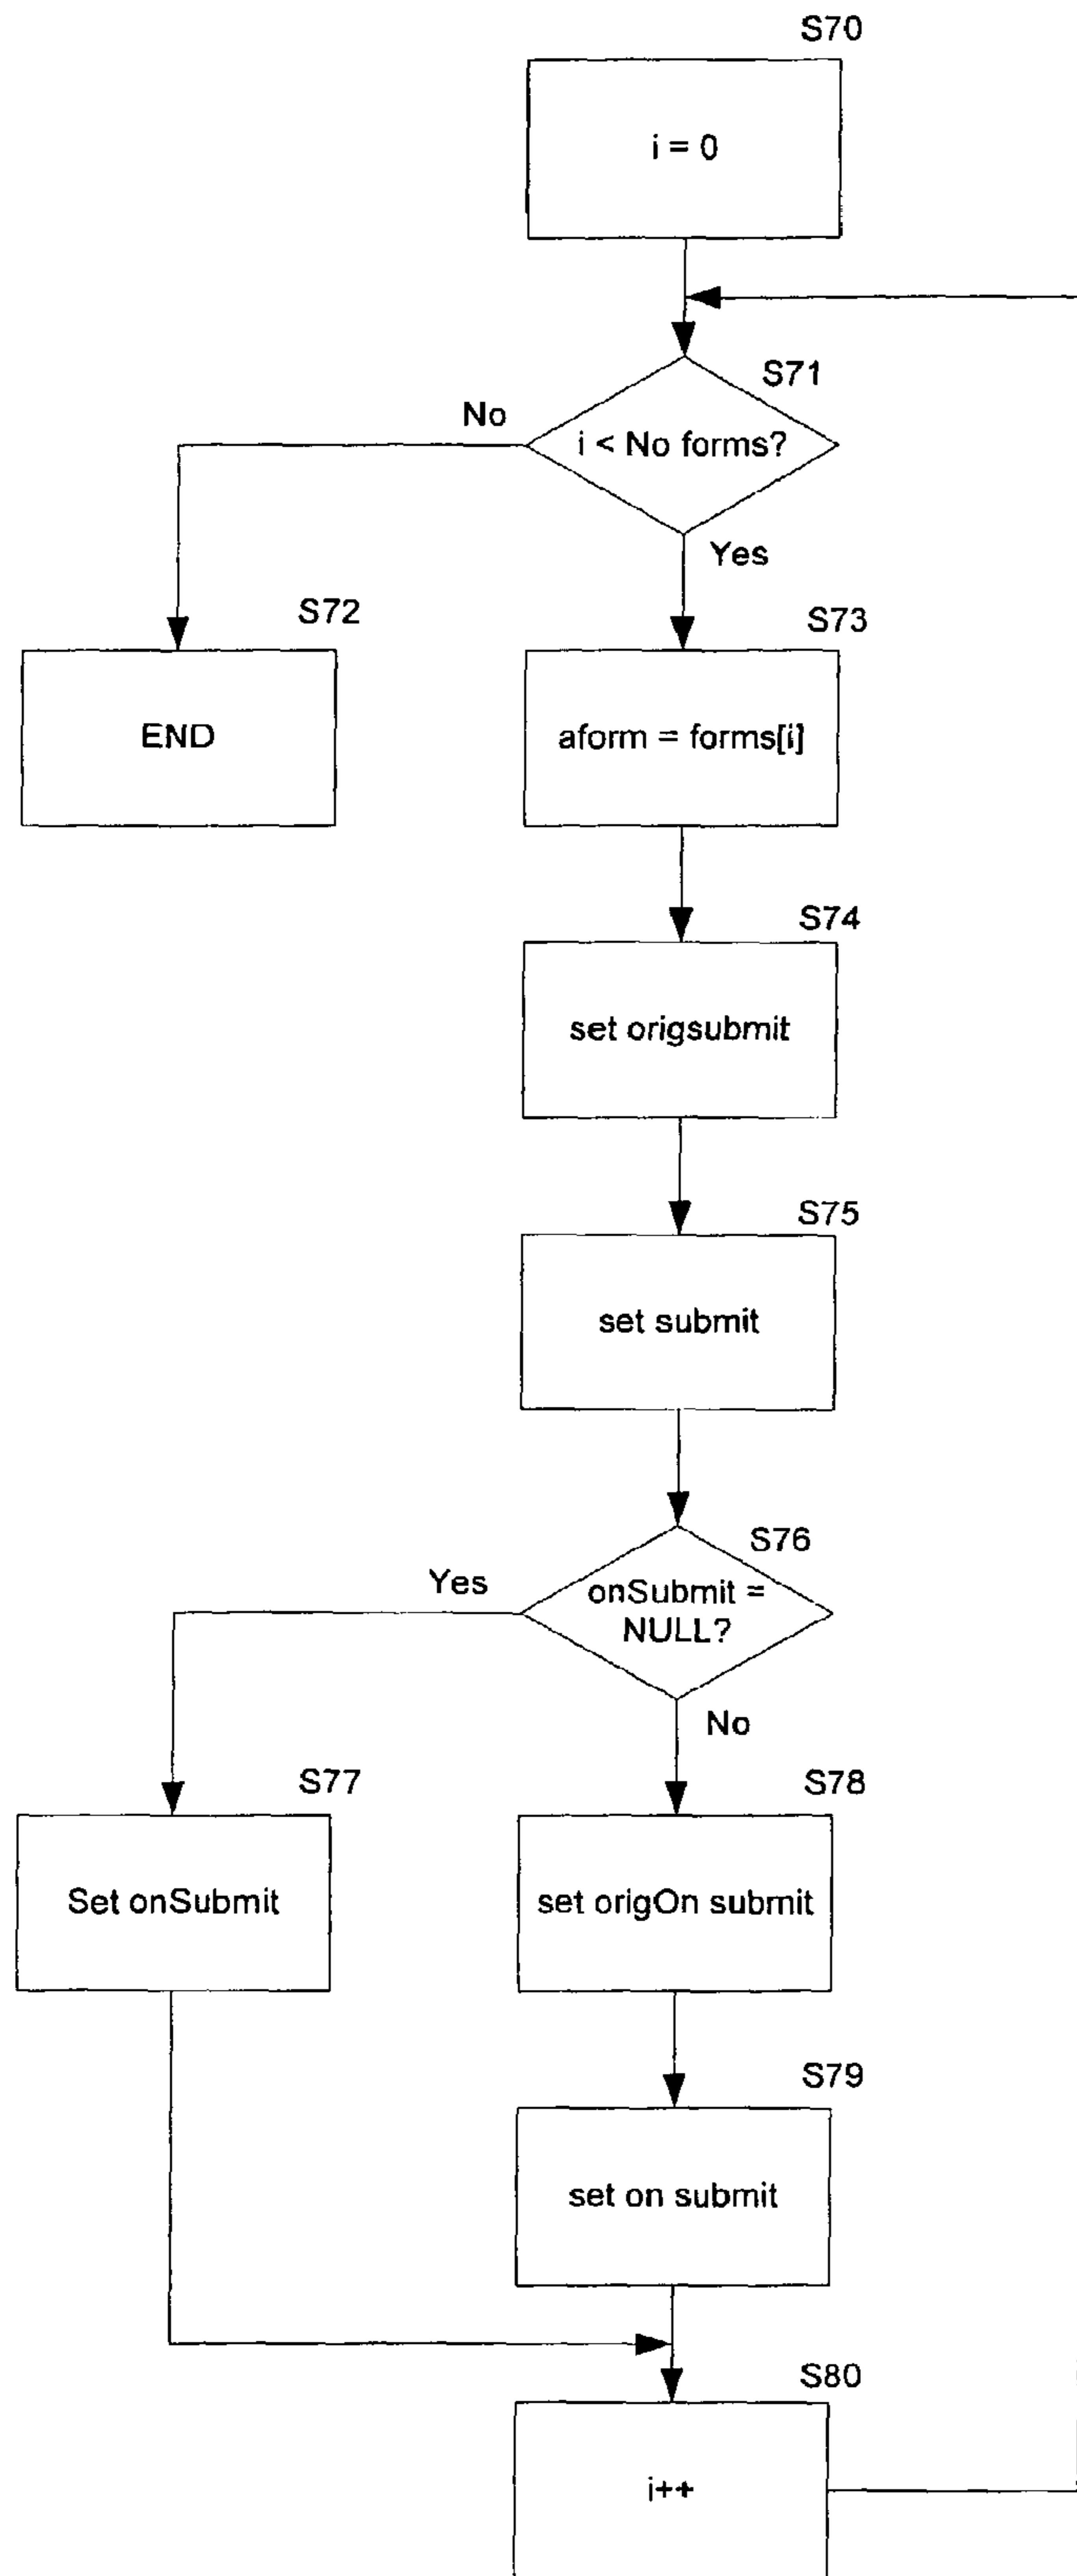 S70
i = 0
S71
No
i < No forms?
Yes
S72
S73
END
aform = forms[i]
S74
set origsubmit
S75
set submit
S76
Yes
onSubmit =
NULL?
No
S77
S78
Set onSubmit
set origOn submit
S79
set on submit
S80
i++